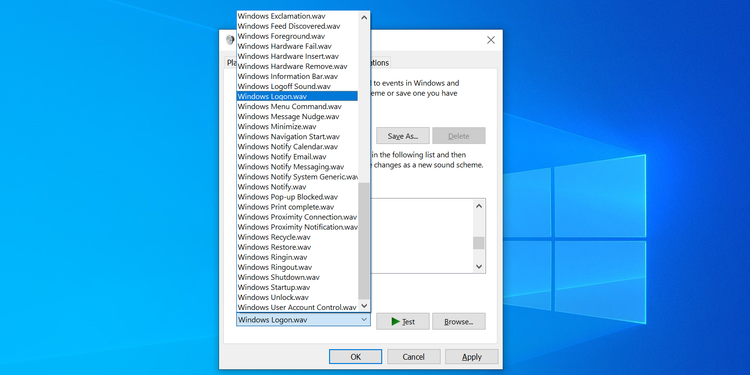 Windows Exclamation.wav
Windows Feed Discovered.wav
Windows Foreground.wav
Windows Hardware Fail.wav
Windows Hardware Insert.wav
Windows Hardware Remove.wav
Windows Information Bar.wav
Windows Logoff Sound.wav
Windows Logon.wav
Windows Menu Command.wav
Windows Message Nudge.wav
Windows Minimize.wav
Windows Navigation Start.wav
Windows Notify Calendar.wav
Windows Notify Email.wav
Windows Notify Messaging.wav
Windows Notify System Generic.wav
Windows Notify.wav
Windows Pop-up Blocked.wav
Windows Print complete.wav
Windows Proximity Connection.wav
Windows Proximity Notification.wav
Windows Recycle.wav
Windows Restore.wav
Windows Ringin.wav
Windows Ringout.wav
Windows Shutdown.wav
Windows Startup.wav
Windows Unlock.wav
Windows User Account Control.wav
Windows Logon.wav
Pla
ations
d to events in Windows and
eme or save one you have
Save As...
Delete
in the following list and then
e changes as a new sound scheme.
Test
Browse...
OK
Cancel
Apply